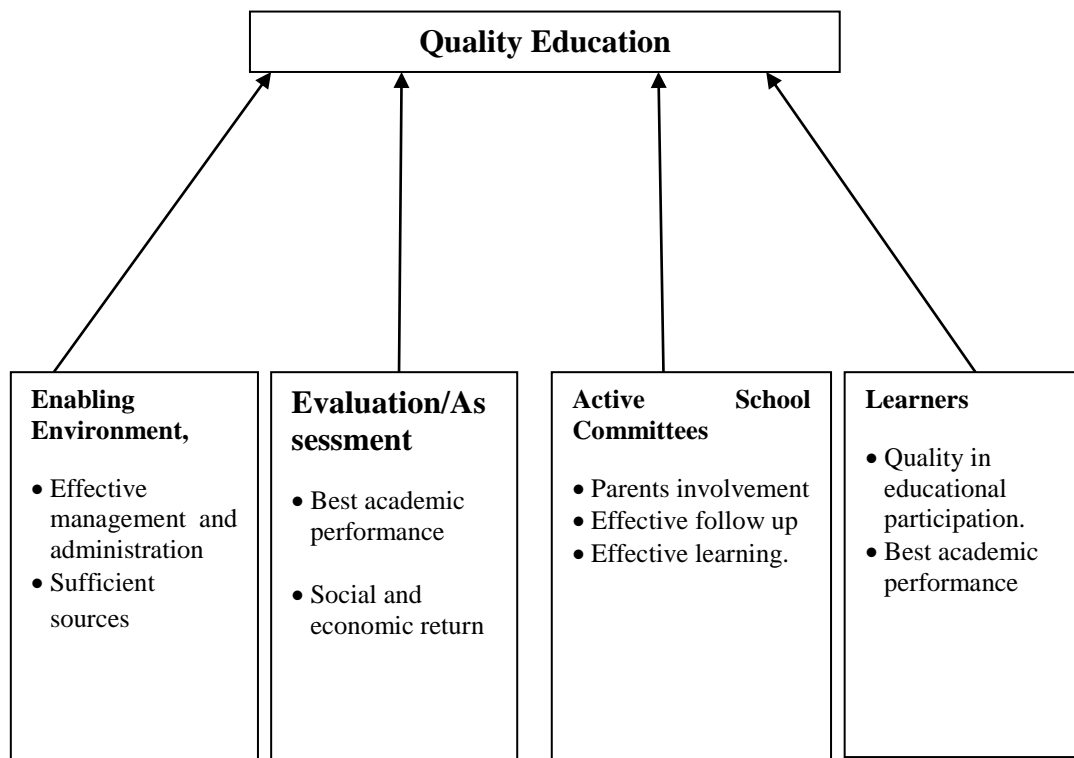 Quality Education
Enabling
Environment,
• Effective
management and
administration
• Sufficient
sources
Evaluation/As
sessment
• Best academic
performance
• Social and
economic return
Active School
Committees
• Parents involvement
• Effective follow up
• Effective learning.
Learners
• Quality in
educational
participation.
• Best academic
performance